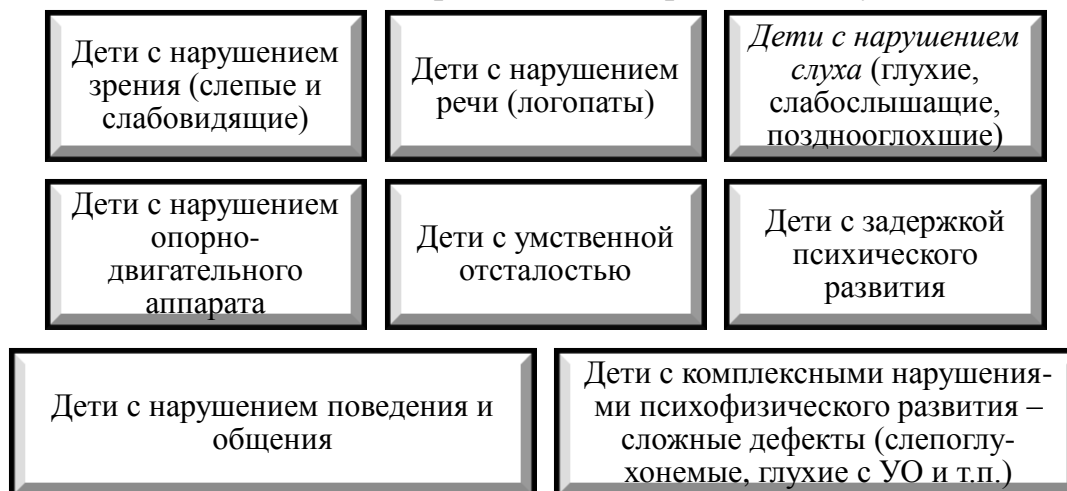 Дети с нарушением
зрения (слепые и
слабовидящие)
Дети с нарушением
речи (логопаты)
Дети с нарушением
слуха (глухие,
слабослышащие,
позднооглохшие)
Дети с нарушением
опорно-
двигательного
аппарата
Дети с умственной
отсталостью
Дети с задержкой
психического
развития
Дети с нарушением поведения и
общения
Дети с комплексными нарушения-
ми психофизического развития –
сложные дефекты (слепоглу-
хонемые, глухие с УО и т.п.)